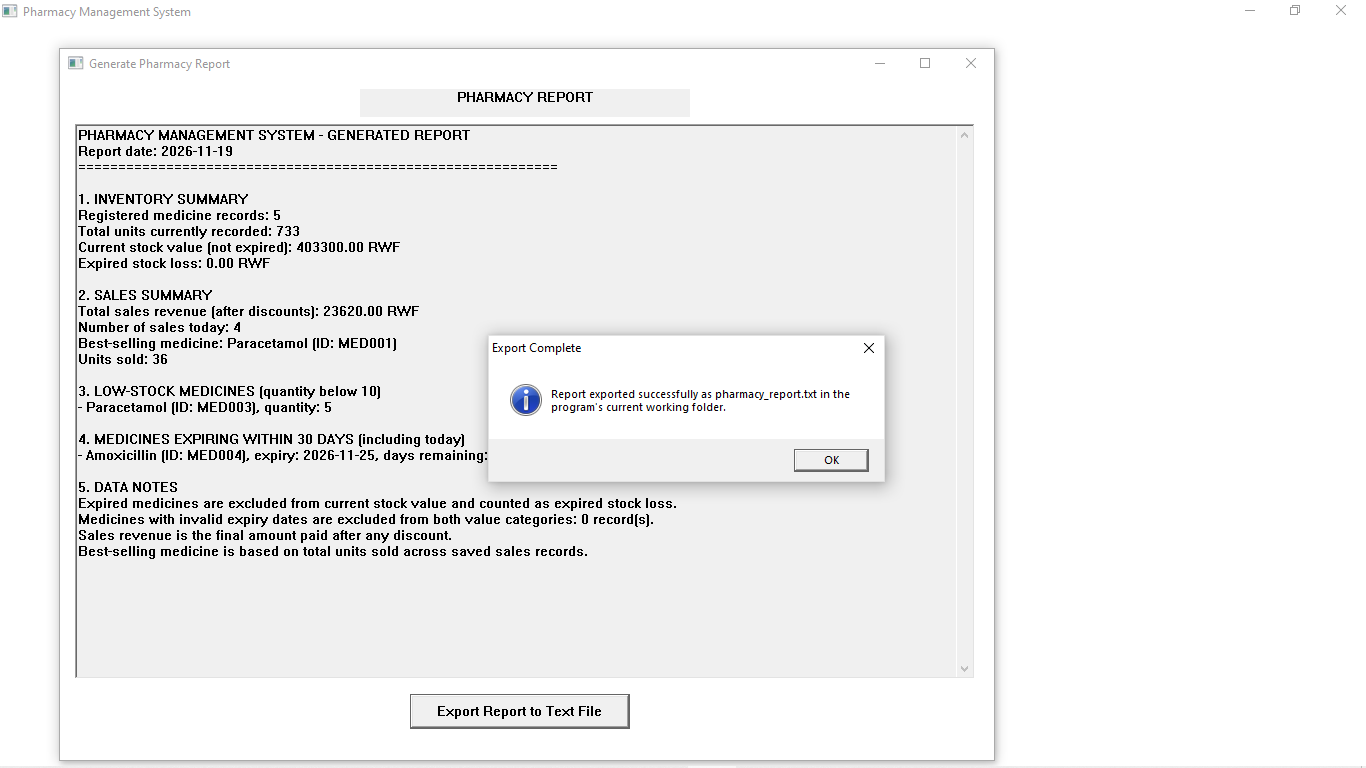 Pharmacy Management System
Generate Pharmacy Report
PHARMACY REPORT
PHARMACY MANAGEMENT SYSTEM - GENERATED REPORT
Report date: 2026-11-19
============================================================
1. INVENTORY SUMMARY
Registered medicine records: 5
Total units currently recorded: 733
Current stock value (not expired): 403300.00 RWF
Expired stock loss: 0.00 RWF
2. SALES SUMMARY
Total sales revenue (after discounts): 23620.00 RWF
Number of sales today: 4
Best-selling medicine: Paracetamol (ID: MED001)
Units sold: 36
3. LOW-STOCK MEDICINES (quantity below 10)
- Paracetamol (ID: MED003), quantity: 5
4. MEDICINES EXPIRING WITHIN 30 DAYS (including today)
- Amoxicillin (ID: MED004), expiry: 2026-11-25, days remaining:
5. DATA NOTES
Expired medicines are excluded from current stock value and counted as expired stock loss.
Medicines with invalid expiry dates are excluded from both value categories: 0 record(s).
Sales revenue is the final amount paid after any discount.
Best-selling medicine is based on total units sold across saved sales records.
Export Complete
Report exported successfully as pharmacy_report.txt in the
program's current working folder.
OK
Export Report to Text File